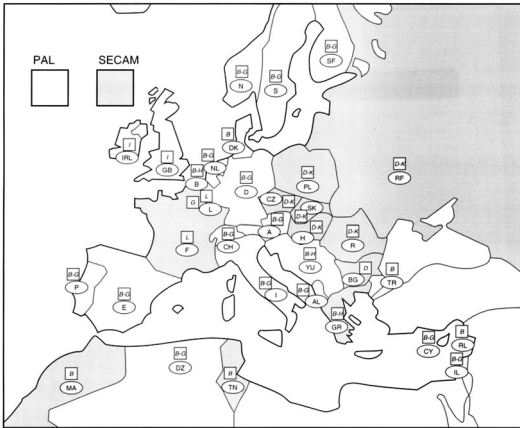 PAL
SECAM
B-G
N
B-G
S
B-G
SF
I
IRL
I
GB
B
DK
B-G
NL
B-H
B
G
L
L
B-G
D
D-K
PL
D-K
RF
CZ
D-K
SK
D-K
D-K
H
B-G
A
B-G
CH
L
F
D-K
R
B-H
YU
D
BG
B
TR
B-G
P
B-G
E
B-G
I
B-G
AL
B-H
GR
B-G
CY
B
RL
B-G
IL
B
MA
B-G
DZ
B
TN